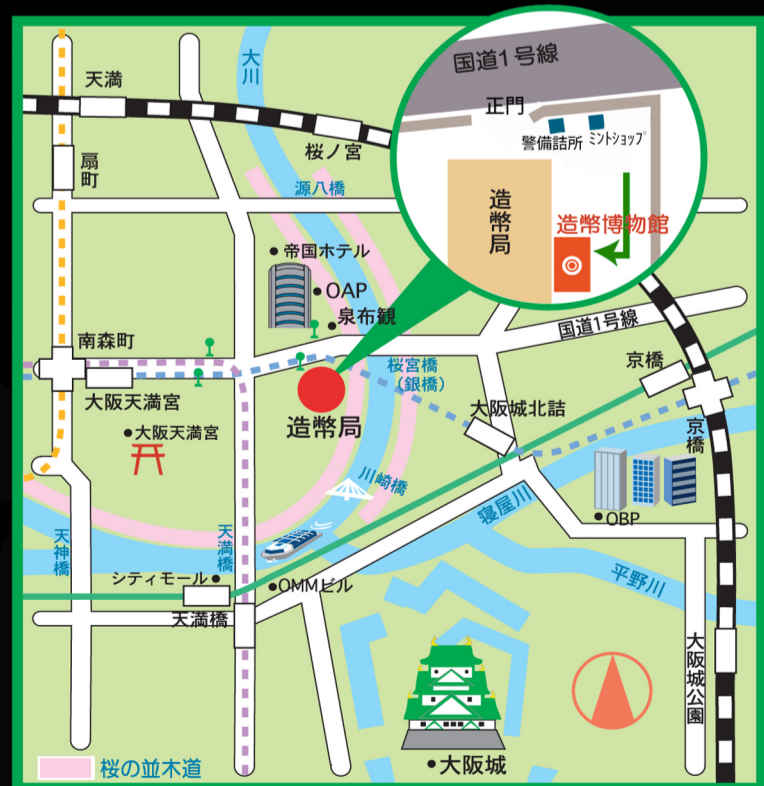 国道1号線
正門
警備詰所
ミントショップ
造幣局
造幣博物館
大川
天満
桜ノ宮
扇町
源八橋
帝国ホテル
OAP
泉布観
国道1号線
南森町
桜宮橋
(銀橋)
京橋
大阪天満宮
大阪城北詰
造幣局
大阪天満宮
京橋
川崎橋
寝屋川
OBP
天神橋
天満橋
平野川
シティモール
OMMビル
天満橋
大阪城公園
大阪城
桜の並木道